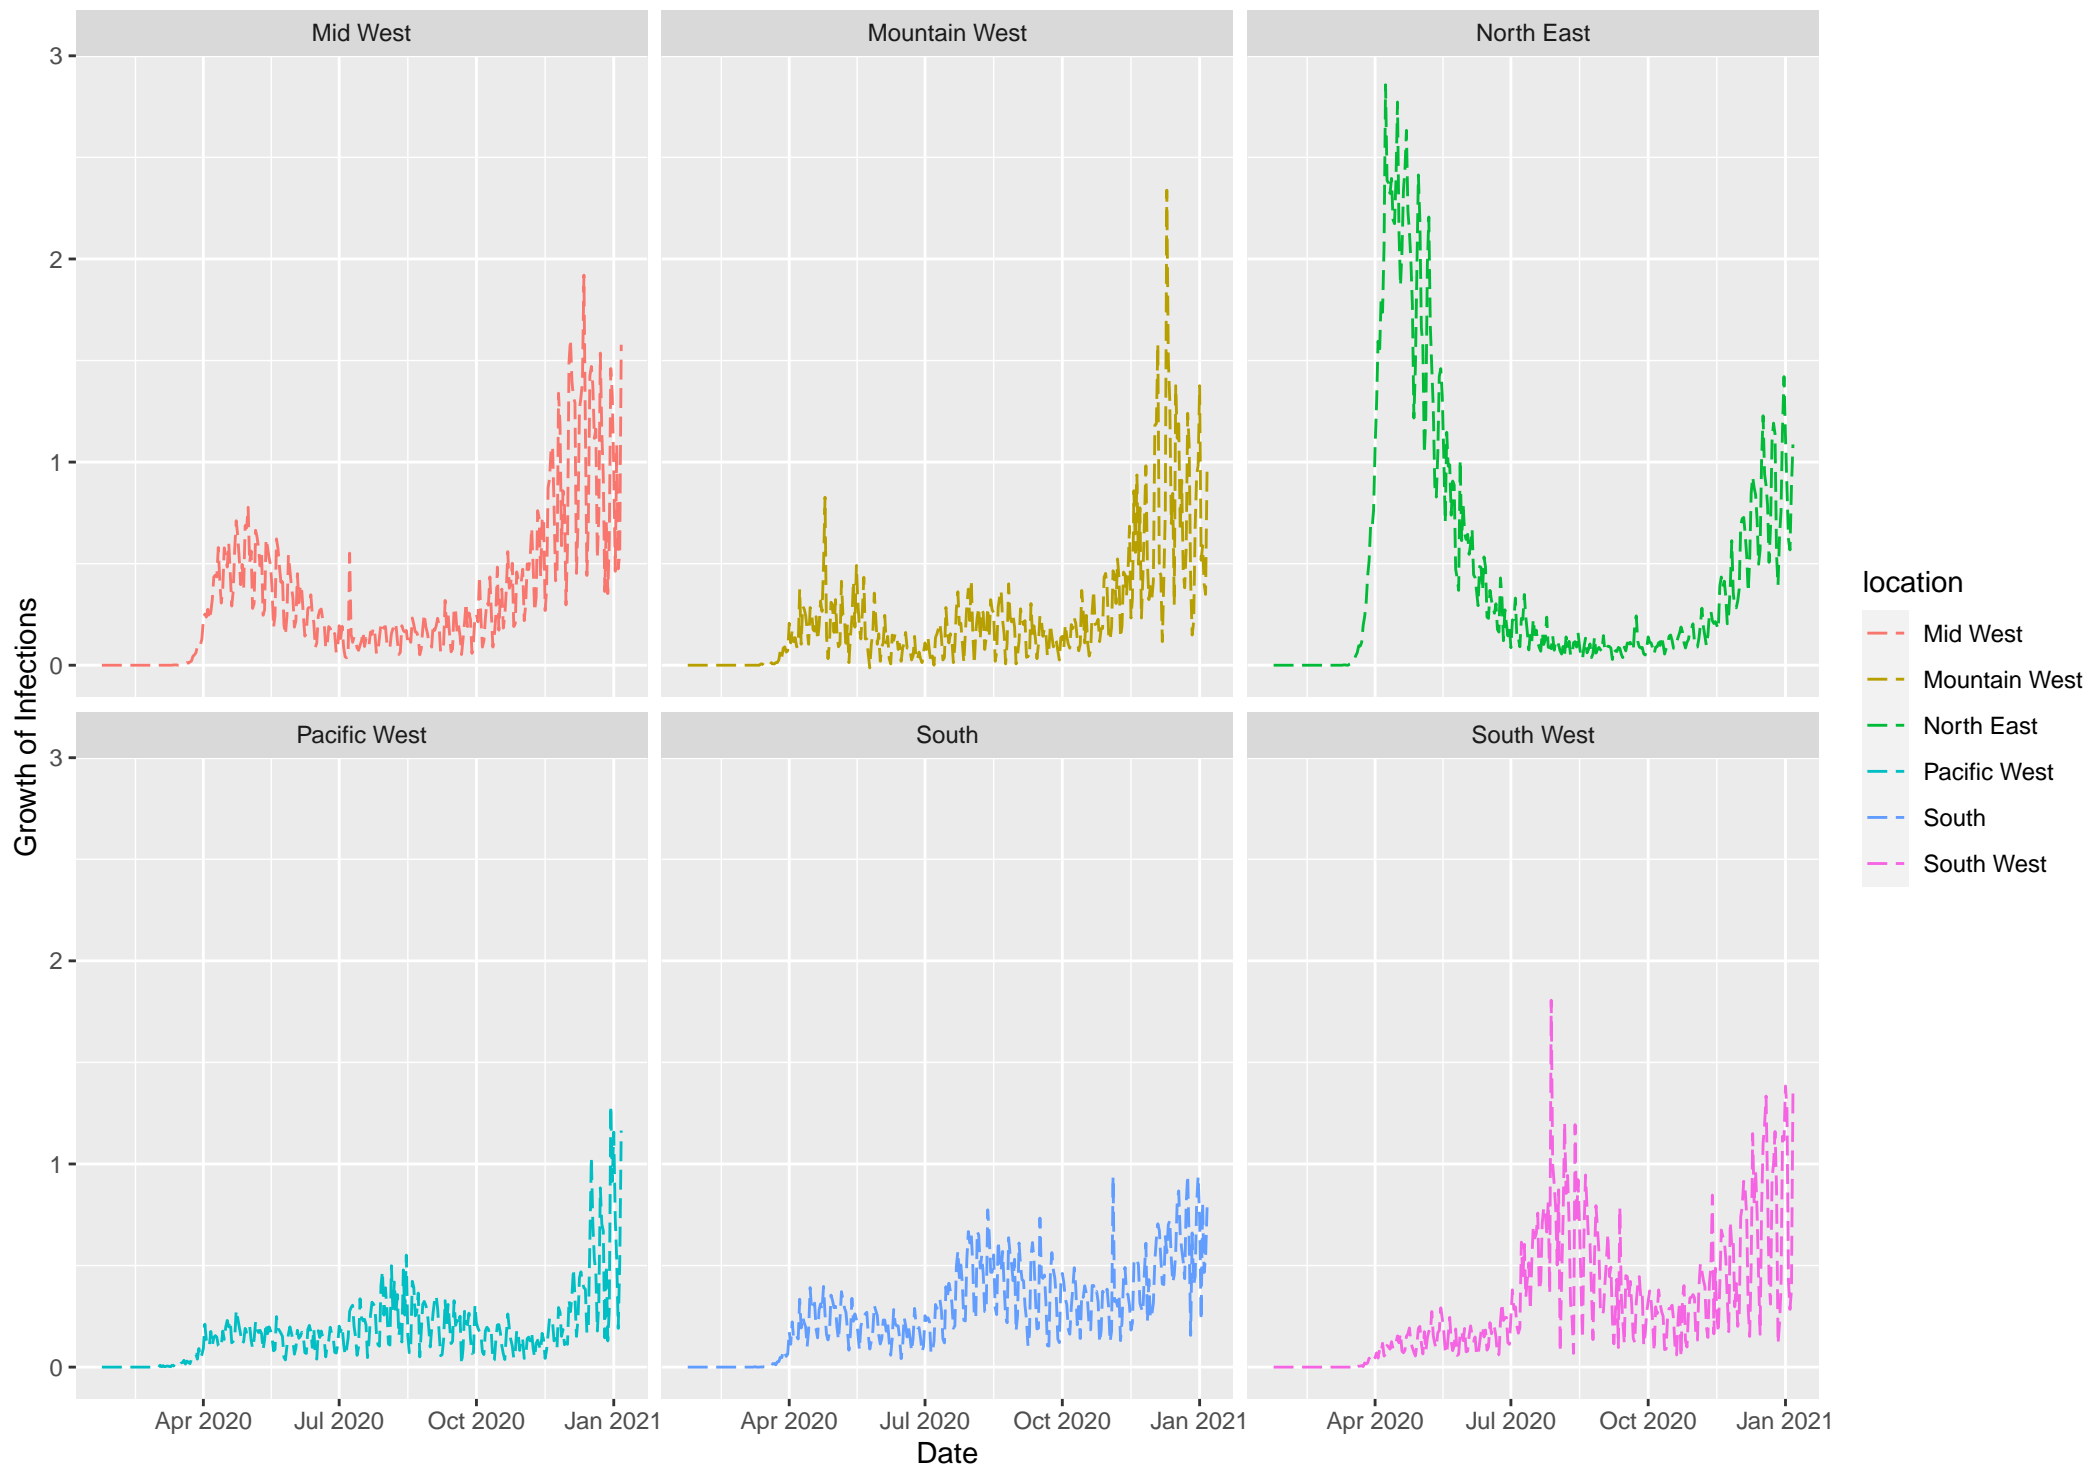 Mid West
Mountain West
North East
3
2
1
0
Growth of Infections
Pacific West
South
South West
3
2
1
0
Apr 2020
Jul 2020
Oct 2020
Jan 2021
Apr 2020
Jul 2020
Oct 2020
Jan 2021
Apr 2020
Jul 2020
Oct 2020
Jan 2021
Date
location
Mid West
Mountain West
North East
Pacific West
South
South West